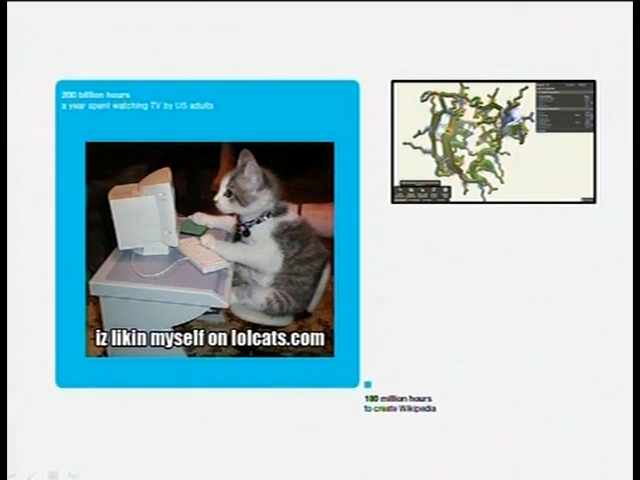 200 billion hours
a year spent watching TV by US adults
iz likin myself on lolcats.com
100 million hours
to create Wikipedia